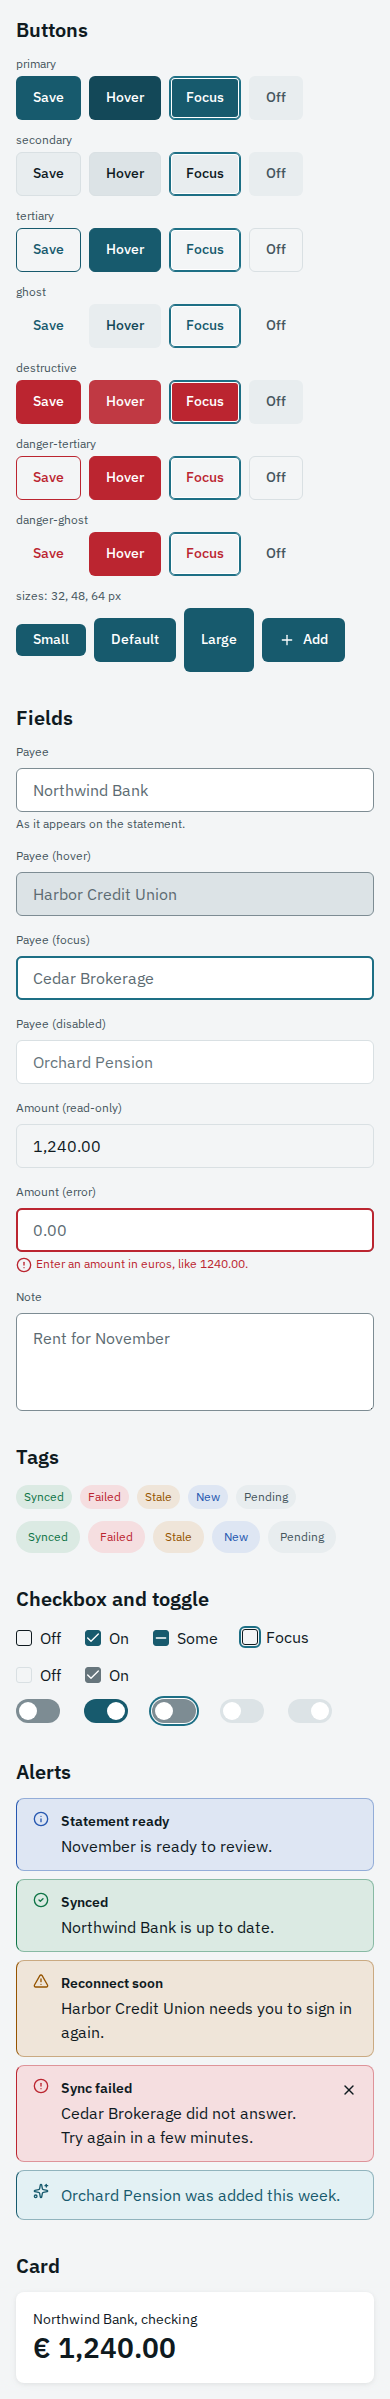 Buttons
primary
Save Hover Focus Off
secondary
Save Hover Focus Off
tertiary
Save Hover Focus Off
ghost
Save Hover Focus Off
destructive
Save Hover Focus Off
danger-tertiary
Save Hover Focus Off
danger-ghost
Save Hover Focus Off
sizes: 32, 48, 64 px
Small Default Large + Add
Fields
Payee
Northwind Bank
As it appears on the statement.
Payee (hover)
Harbor Credit Union
Payee (focus)
Cedar Brokerage
Payee (disabled)
Orchard Pension
Amount (read-only)
1,240.00
Amount (error)
0.00
Enter an amount in euros, like 1240.00.
Note
Rent for November
Tags
Synced Failed Stale New Pending
Synced Failed Stale New Pending
Checkbox and toggle
Off On Some Focus
Off On
Alerts
Statement ready
November is ready to review.
Synced
Northwind Bank is up to date.
Reconnect soon
Harbor Credit Union needs you to sign in
again.
Sync failed
Cedar Brokerage did not answer.
Try again in a few minutes.
Orchard Pension was added this week.
Card
Northwind Bank, checking
€ 1,240.00